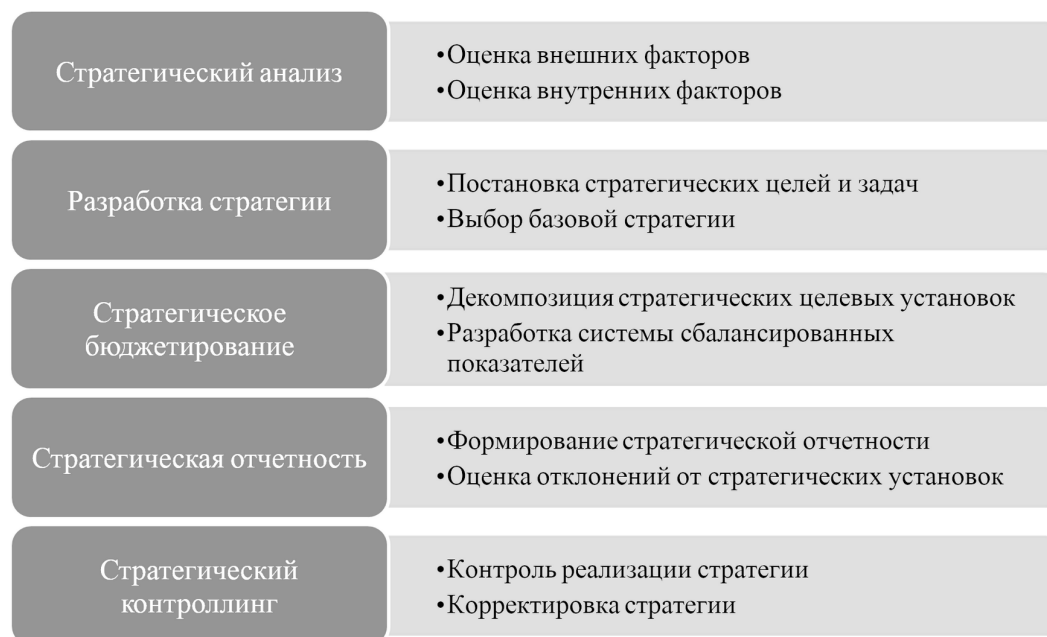 Стратегический анализ
•Оценка внешних факторов
•Оценка внутренних факторов
Разработка стратегии
•Постановка стратегических целей и задач
•Выбор базовой стратегии
Стратегическое
бюджетирование
•Декомпозиция стратегических целевых установок
•Разработка системы сбалансированных
показателей
Стратегическая отчетность
•Формирование стратегической отчетности
•Оценка отклонений от стратегических установок
Стратегический
контроллинг
•Контроль реализации стратегии
•Корректировка стратегии